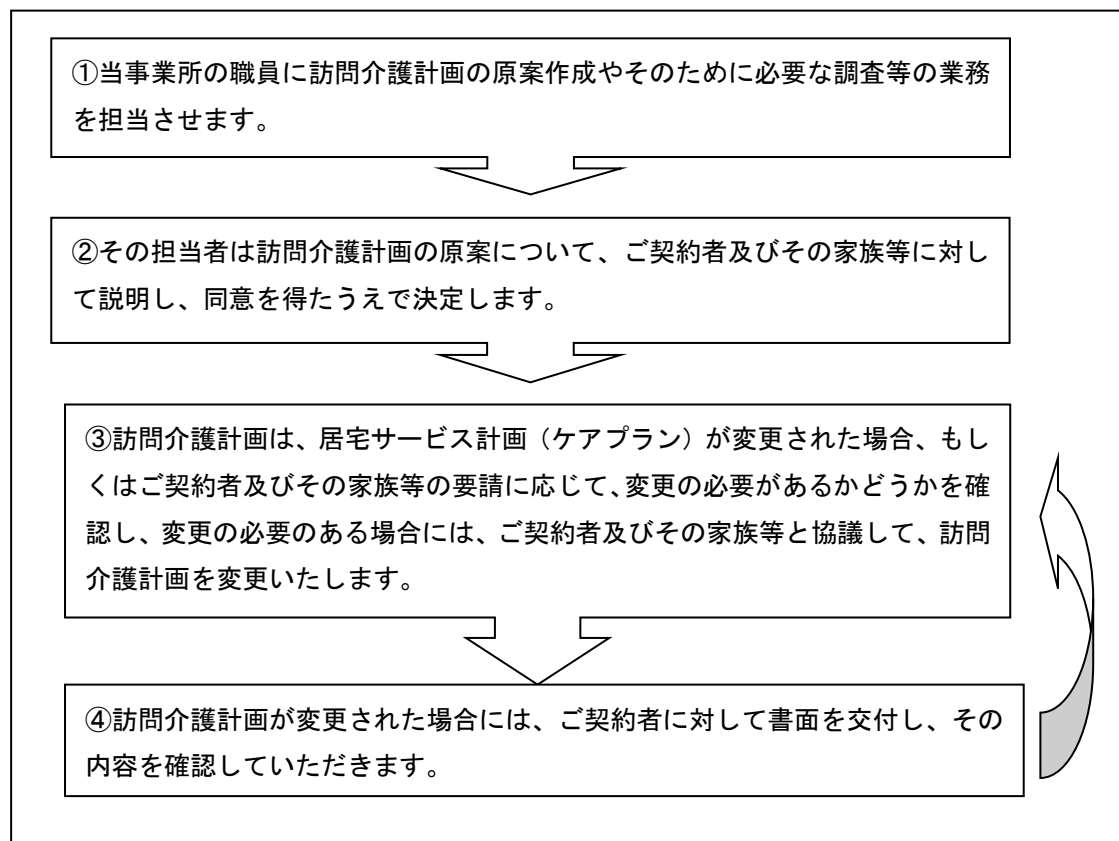 ①当事業所の職員に訪問介護計画の原案作成やそのために必要な調査等の業務
を担当させます。
②その担当者は訪問介護計画の原案について、ご契約者及びその家族等に対し
て説明し、同意を得たうえで決定します。
③訪問介護計画は、居宅サービス計画（ケアプラン）が変更された場合、もし
くはご契約者及びその家族等の要請に応じて、変更の必要があるかどうかを確
認し、変更の必要のある場合には、ご契約者及びその家族等と協議して、訪問
介護計画を変更いたします。
④訪問介護計画が変更された場合には、ご契約者に対して書面を交付し、その
内容を確認していただきます。